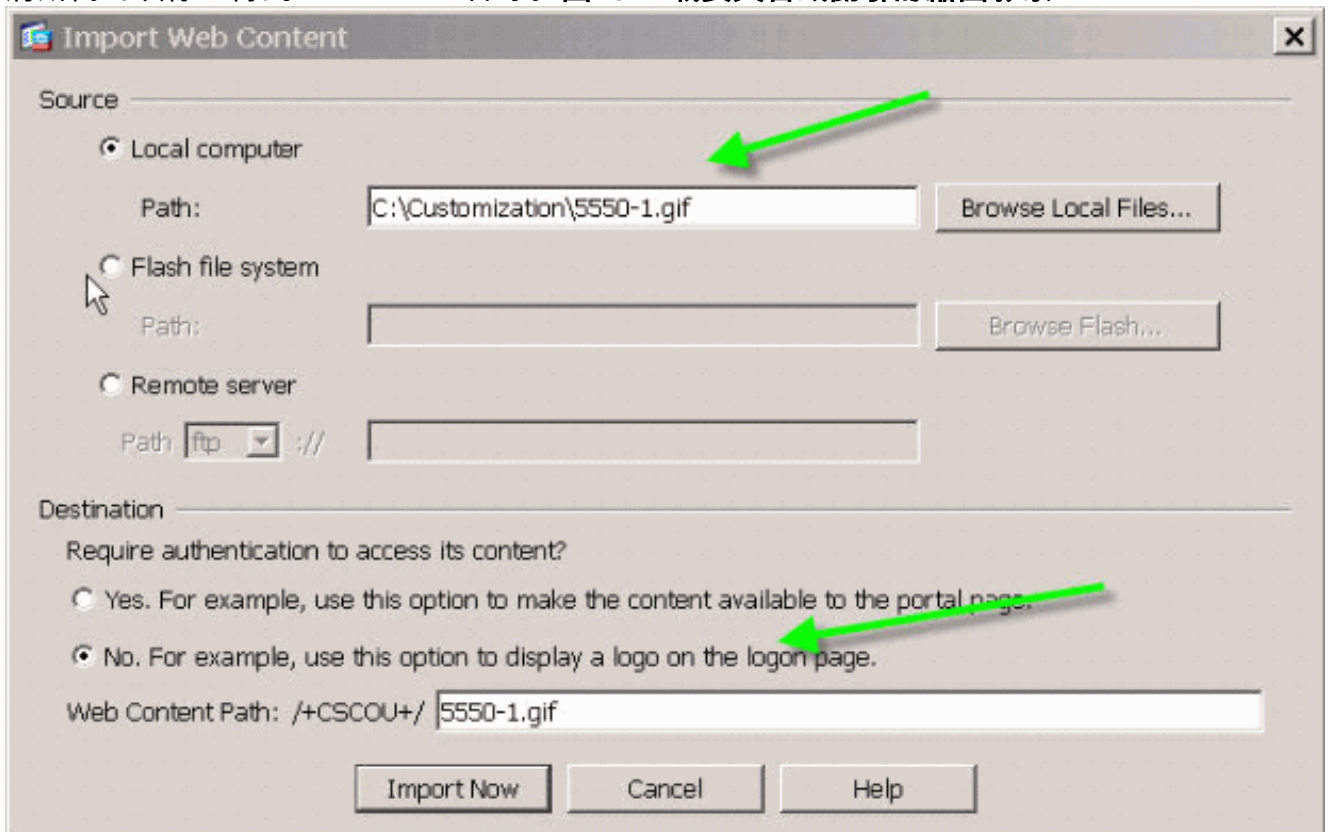 Import Web Content
Source
Local computer
Path: C:\Customization\5550-1.gif Browse Local Files...
Flash file system
Path: Browse Flash...
Remote server
Path ftp ://
Destination
Require authentication to access its content?
Yes. For example, use this option to make the content available to the portal page.
No. For example, use this option to display a logo on the logon page.
Web Content Path: /+CSCOU+/ 5550-1.gif
Import Now Cancel Help